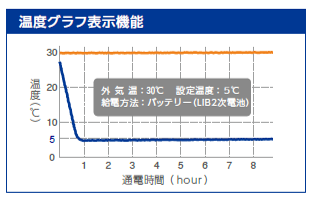 温度グラフ表示機能
温度(℃)
30
20
10
5
0
外 気 温：30℃ 設定温度：5℃
給電方法：バッテリー(LIB2次電池)
1 2 3 4 5 6 7 8
通電時間（hour）